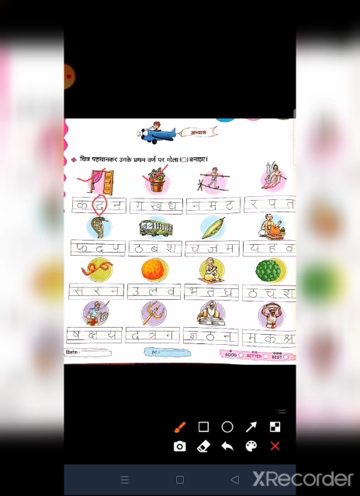 अभ्यास
चित्र पहचानकर उनके प्रथम वर्ण पर गोला (○) बनाइए।
क द न ग ख ध न म ट र प त
फ द ण ठ ब श च ज म य ह व
स र न उ ल व भ ड घ ठ च श
ष क्ष य द त्र ग ज्ञ ठ न म क श्र
दिनांक :
GOOD BETTER BEST
XRecorder